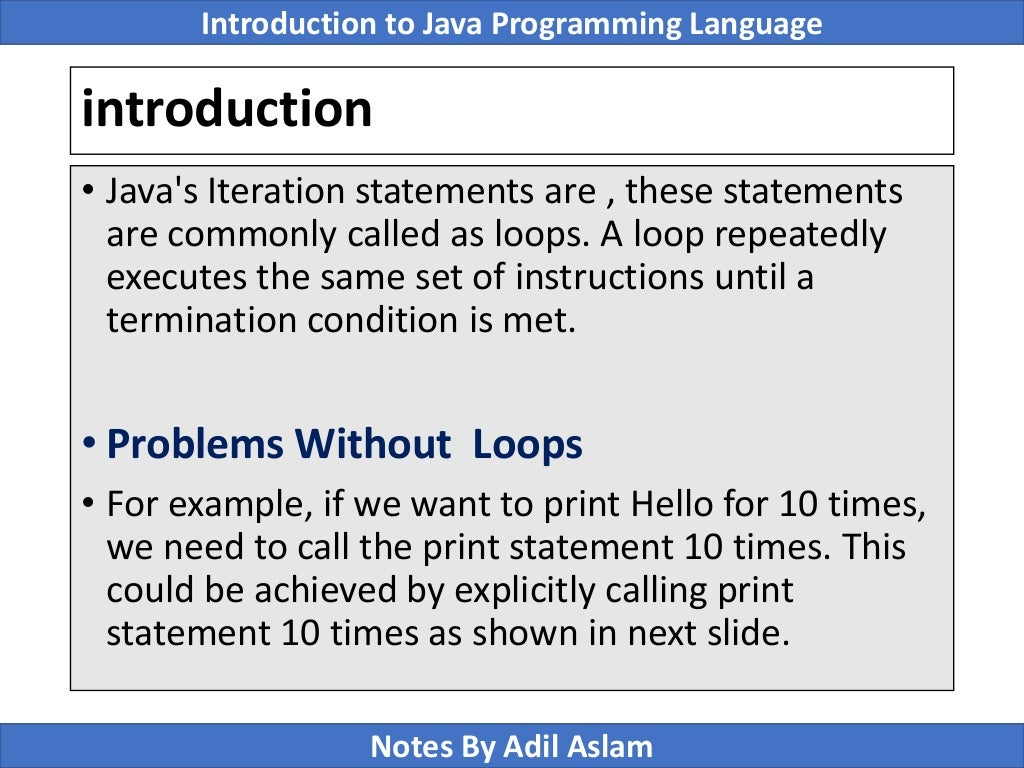 Introduction to Java Programming Language
introduction
• Java's Iteration statements are , these statements
are commonly called as loops. A loop repeatedly
executes the same set of instructions until a
termination condition is met.
• Problems Without  Loops
• For example, if we want to print Hello for 10 times,
we need to call the print statement 10 times. This
could be achieved by explicitly calling print
statement 10 times as shown in next slide.
Notes By Adil Aslam